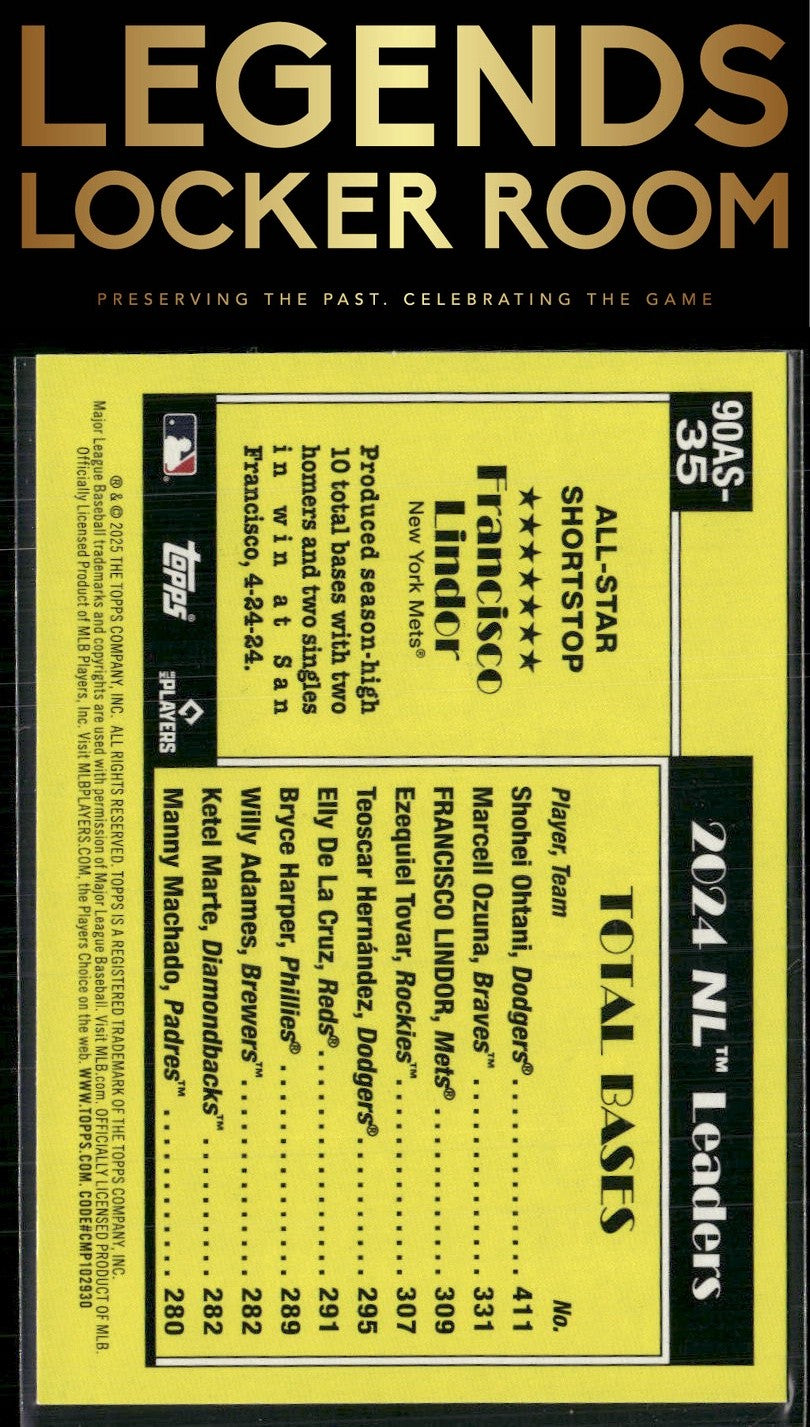 LEGENDS
LOCKER ROOM
PRESERVING THE PAST. CELEBRATING THE GAME
90AS-
35
2024 NL™ Leaders
ALL-STAR
SHORTSTOP
★★★★★★★
Francisco
Lindor
New York Mets®
Produced season-high
10 total bases with two
homers and two singles
in win at San
Francisco, 4-24-24.
TOTAL BASES
Player, Team No.
Shohei Ohtani, Dodgers® . . . . . . . . . . . . . . . 411
Marcell Ozuna, Braves™ . . . . . . . . . . . . . . . 331
FRANCISCO LINDOR, Mets® . . . . . . . . . . . . . 309
Ezequiel Tovar, Rockies™ . . . . . . . . . . . . . . 307
Teoscar Hernández, Dodgers® . . . . . . . . . . . 295
Elly De La Cruz, Reds® . . . . . . . . . . . . . . . . 291
Bryce Harper, Phillies® . . . . . . . . . . . . . . . . 289
Willy Adames, Brewers™ . . . . . . . . . . . . . . 282
Ketel Marte, Diamondbacks™ . . . . . . . . . . . 282
Manny Machado, Padres™ . . . . . . . . . . . . . 280
topps®
MLB PLAYERS
® & © 2025 THE TOPPS COMPANY, INC. ALL RIGHTS RESERVED. TOPPS IS A REGISTERED TRADEMARK OF THE TOPPS COMPANY, INC.
Major League Baseball trademarks and copyrights are used with permission of Major League Baseball. Visit MLB.com. OFFICIALLY LICENSED PRODUCT OF MLB.
Officially Licensed Product of MLB Players, Inc. Visit MLBPLAYERS.COM, the Players Choice on the web. WWW.TOPPS.COM. CODE#CMP102930